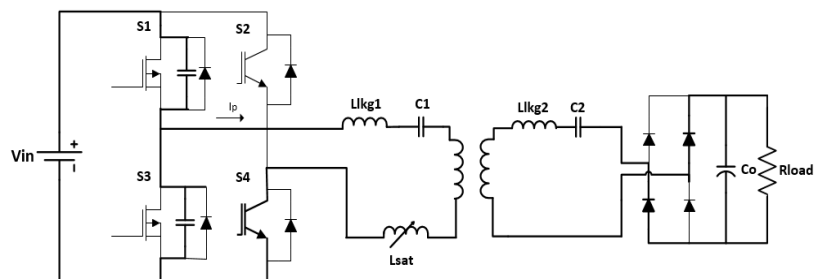 S1
S2
Ip
Llkg1
C1
Llkg2
C2
Vin
+
-
S3
S4
Lsat
Co
Rload